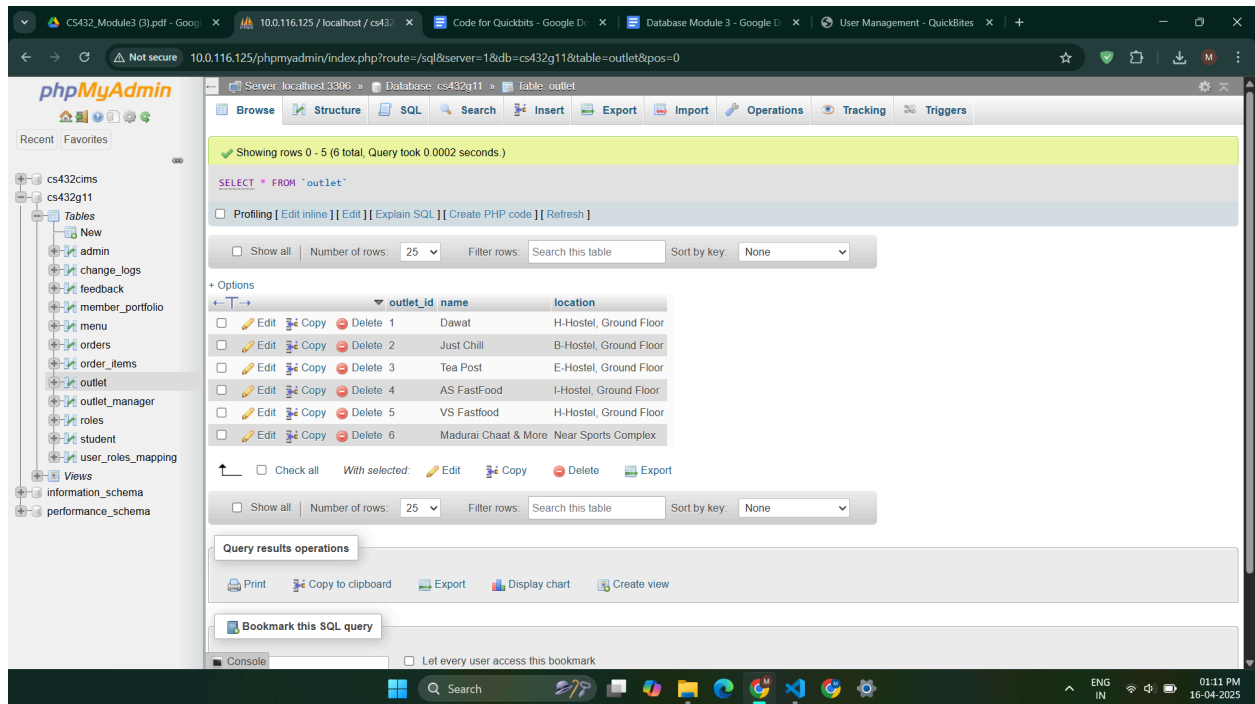 CS432_Module3 (3).pdf - Goog
10.0.116.125 / localhost / cs432
Code for Quickbits - Google Do
Database Module 3 - Google D
User Management - QuickBites
Not secure 10.0.116.125/phpmyadmin/index.php?route=/sql&server=1&db=cs432g11&table=outlet&pos=0
M
phpMyAdmin
Recent Favorites
cs432cims
cs432g11
Tables
New
admin
change_logs
feedback
member_portfolio
menu
orders
order_items
outlet
outlet_manager
roles
student
user_roles_mapping
Views
information_schema
performance_schema
Server: localhost:3306 » Database: cs432g11 » Table: outlet
Browse Structure SQL Search Insert Export Import Operations Tracking Triggers
Showing rows 0 - 5 (6 total, Query took 0.0002 seconds.)
SELECT * FROM `outlet`
Profiling [ Edit inline ] [ Edit ] [ Explain SQL ] [ Create PHP code ] [ Refresh ]
Show all Number of rows: 25 Filter rows: Search this table Sort by key: None
+ Options
outlet_id name location
Edit Copy Delete 1 Dawat H-Hostel, Ground Floor
Edit Copy Delete 2 Just Chill B-Hostel, Ground Floor
Edit Copy Delete 3 Tea Post E-Hostel, Ground Floor
Edit Copy Delete 4 AS FastFood I-Hostel, Ground Floor
Edit Copy Delete 5 VS Fastfood H-Hostel, Ground Floor
Edit Copy Delete 6 Madurai Chaat & More Near Sports Complex
Check all With selected: Edit Copy Delete Export
Show all Number of rows: 25 Filter rows: Search this table Sort by key: None
Query results operations
Print Copy to clipboard Export Display chart Create view
Bookmark this SQL query
Console
Let every user access this bookmark
Search
ENG
IN
01:11 PM
16-04-2025